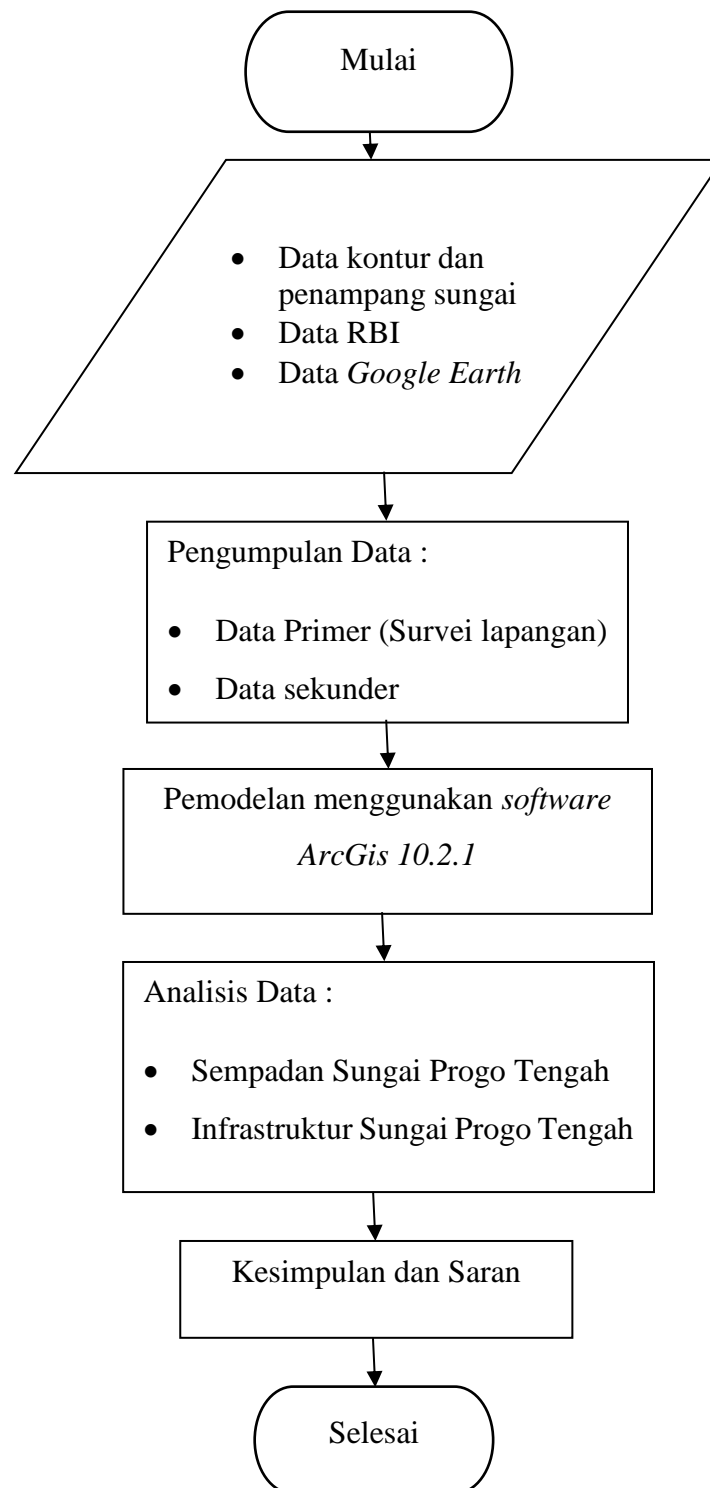 Mulai
• Data kontur dan
penampang sungai
• Data RBI
• Data Google Earth
Pengumpulan Data :
• Data Primer (Survei lapangan)
• Data sekunder
Pemodelan menggunakan software
ArcGis 10.2.1
Analisis Data :
• Sempadan Sungai Progo Tengah
• Infrastruktur Sungai Progo Tengah
Kesimpulan dan Saran
Selesai